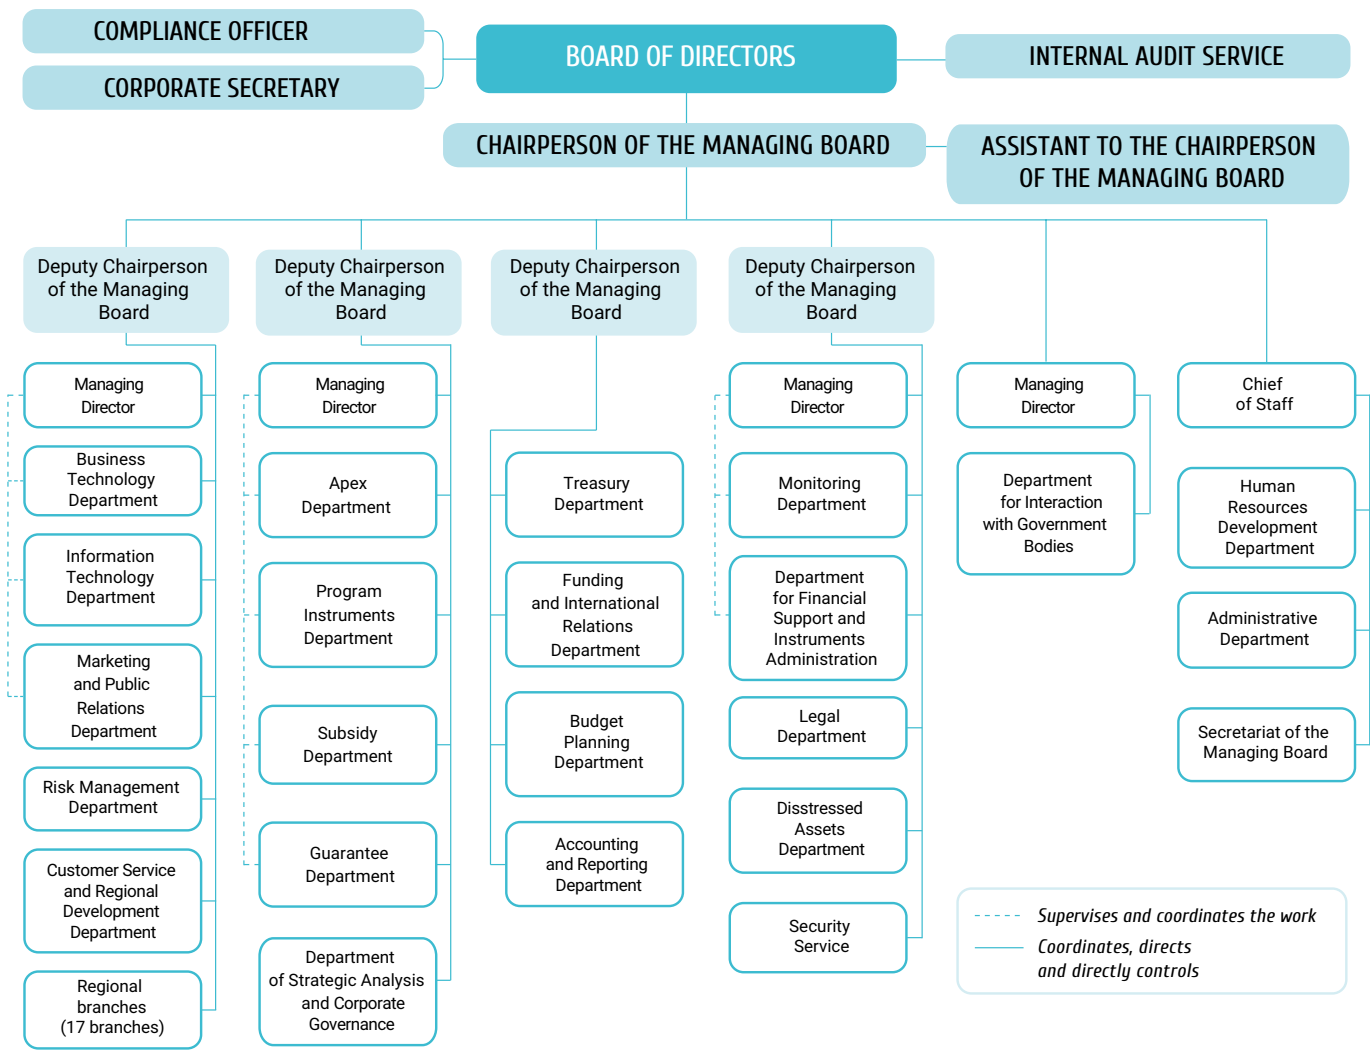 COMPLIANCE OFFICER
CORPORATE SECRETARY
BOARD OF DIRECTORS
INTERNAL AUDIT SERVICE
CHAIRPERSON OF THE MANAGING BOARD
ASSISTANT TO THE CHAIRPERSON
OF THE MANAGING BOARD
Deputy Chairperson
of the Managing
Board
Managing
Director
Business
Technology
Department
Information
Technology
Department
Marketing
and Public
Relations
Department
Risk Management
Department
Customer Service
and Regional
Development
Department
Regional
branches
(17 branches)
Deputy Chairperson
of the Managing
Board
Managing
Director
Apex
Department
Program
Instruments
Department
Subsidy
Department
Guarantee
Department
Department
of Strategic Analysis
and Corporate
Governance
Deputy Chairperson
of the Managing
Board
Treasury
Department
Funding
and International
Relations
Department
Budget
Planning
Department
Accounting
and Reporting
Department
Deputy Chairperson
of the Managing
Board
Managing
Director
Monitoring
Department
Department
for Financial
Support and
Instruments
Administration
Legal
Department
Disstressed
Assets
Department
Security
Service
Managing
Director
Department
for Interaction
with Government
Bodies
Chief
of Staff
Human
Resources
Development
Department
Administrative
Department
Secretariat of the
Managing Board
Supervises and coordinates the work
Coordinates, directs
and directly controls